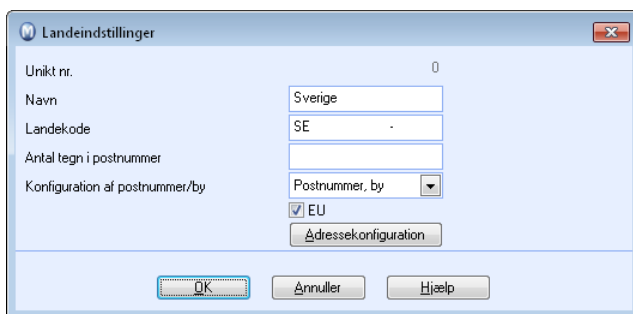 Landeindstillinger
Unikt nr. 0
Navn Sverige
Landekode SE -
Antal tegn i postnummer
Konfiguration af postnummer/by Postnummer, by
EU
Adressekonfiguration
OK Annuller Hjælp